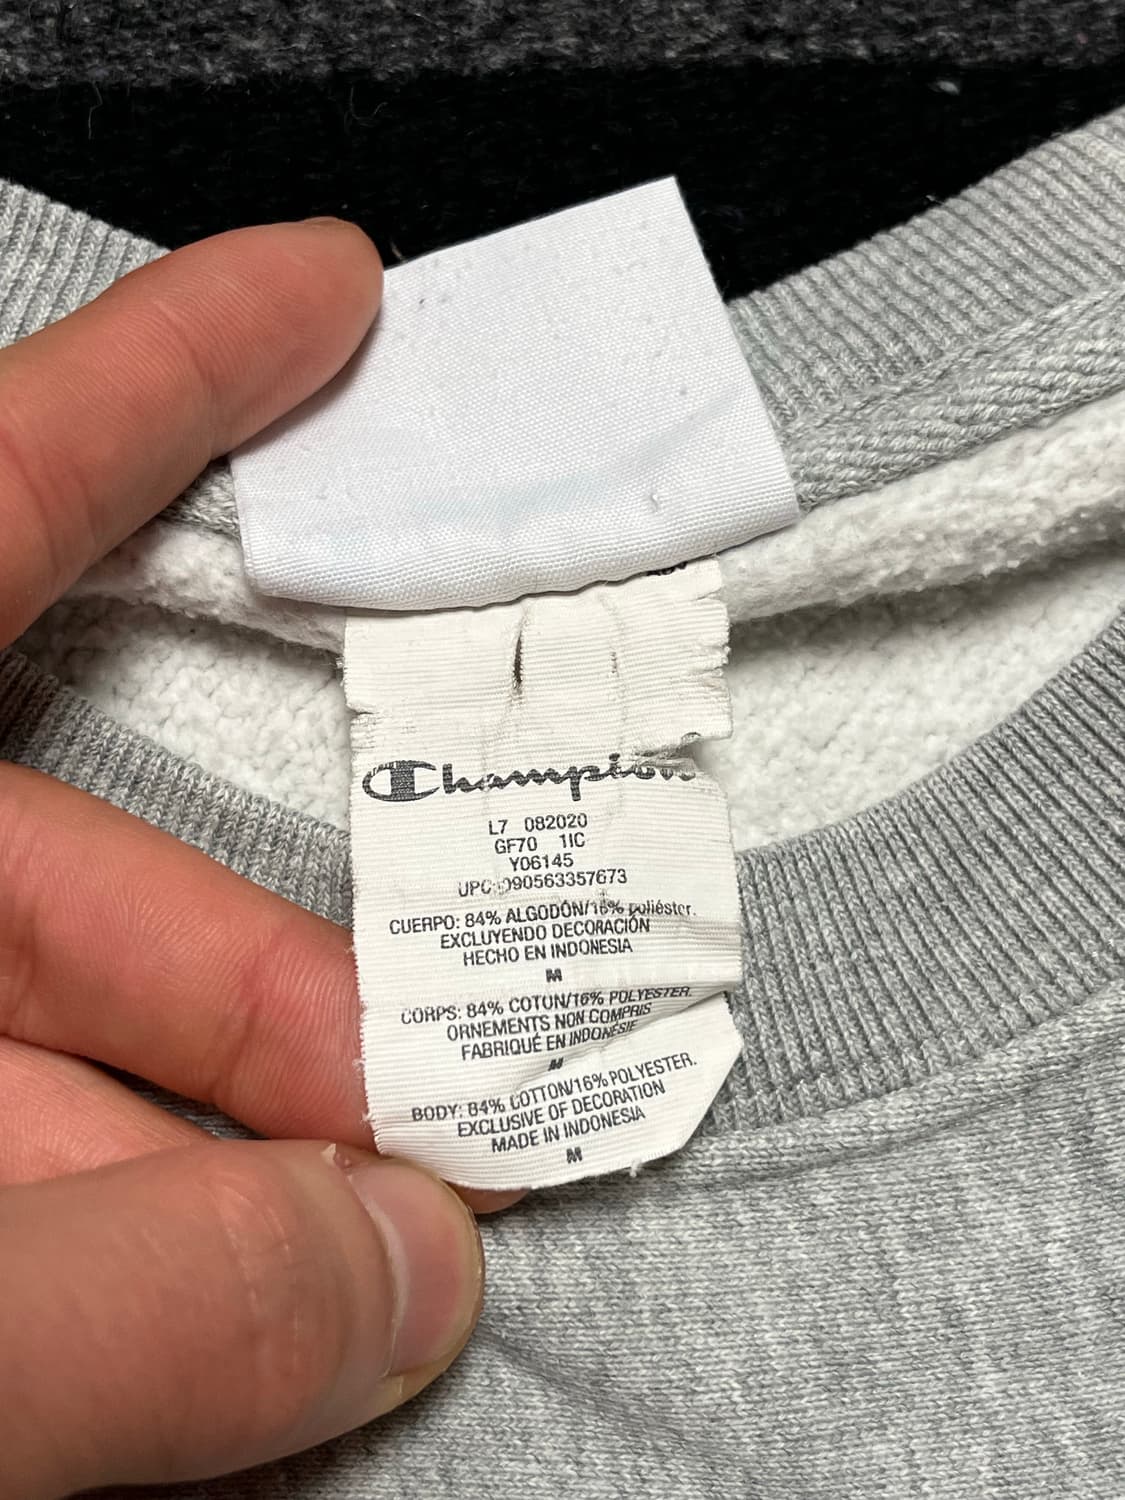 Champion
L7 082020
GF70 1IC
Y06145
UPC:090563357673
CUERPO: 84% ALGODÓN/16% poliéster.
EXCLUYENDO DECORACIÓN
HECHO EN INDONESIA
M
CORPS: 84% COTON/16% POLYESTER.
ORNEMENTS NON COMPRIS
FABRIQUÉ EN INDONÉSIE
M
BODY: 84% COTTON/16% POLYESTER.
EXCLUSIVE OF DECORATION
MADE IN INDONESIA
M